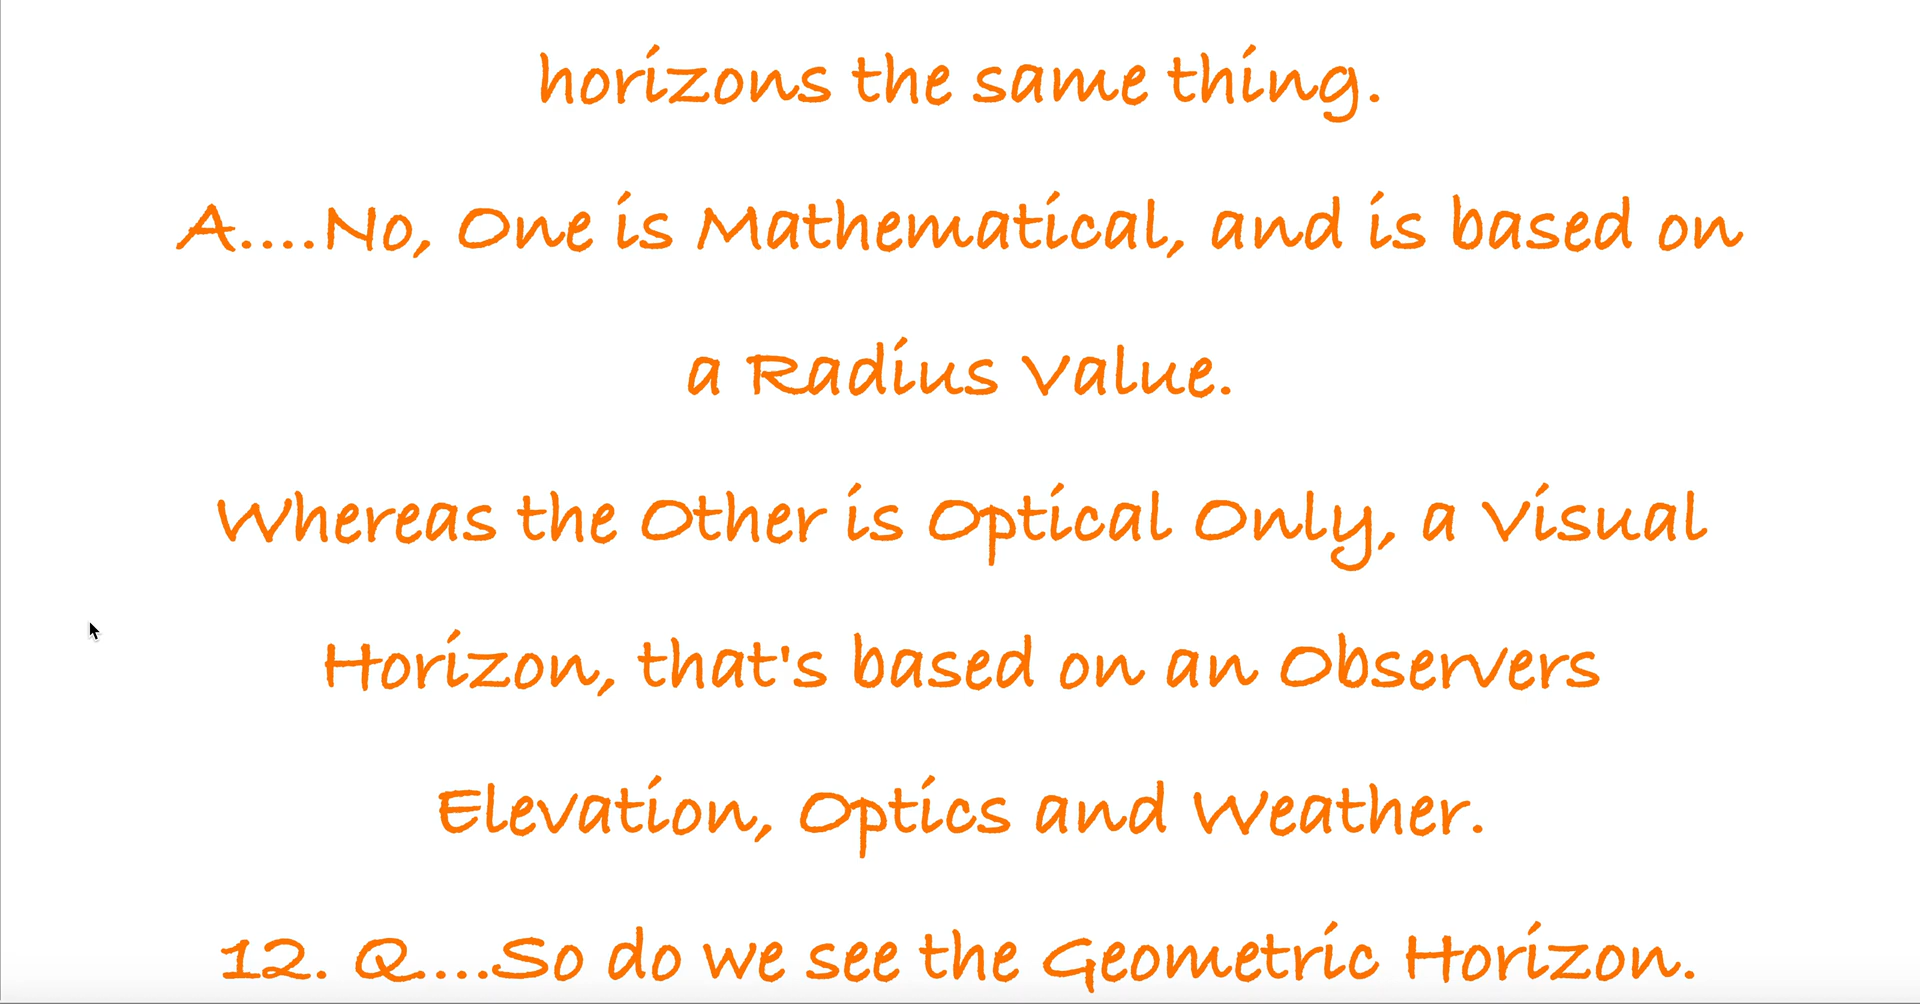 horizons the same thing.
A....No, One is Mathematical, and is based on
a Radius Value.
Whereas the Other is Optical Only, a Visual
Horizon, that's based on an Observers
Elevation, Optics and Weather.
12. Q....So do we see the Geometric Horizon.